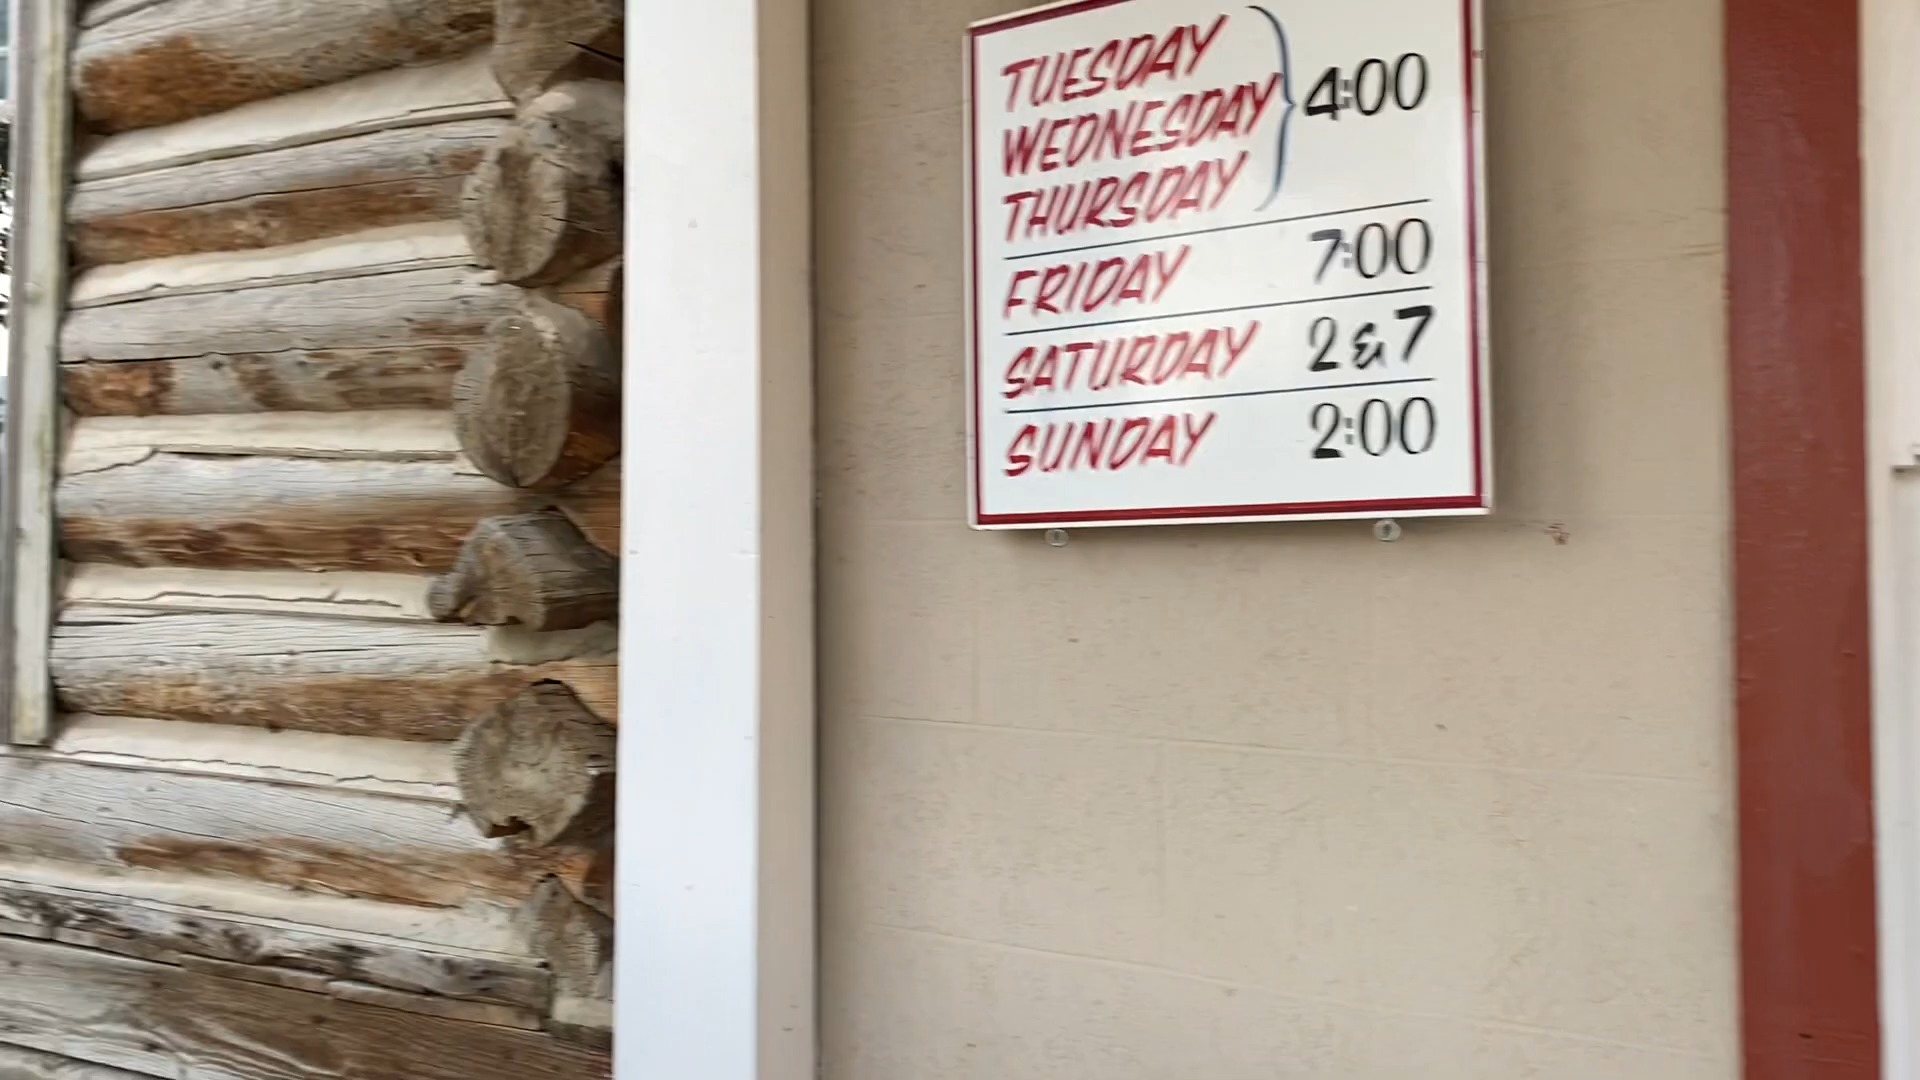 TUESDAY
WEDNESDAY } 4:00
THURSDAY
FRIDAY 7:00
SATURDAY 2 & 7
SUNDAY 2:00